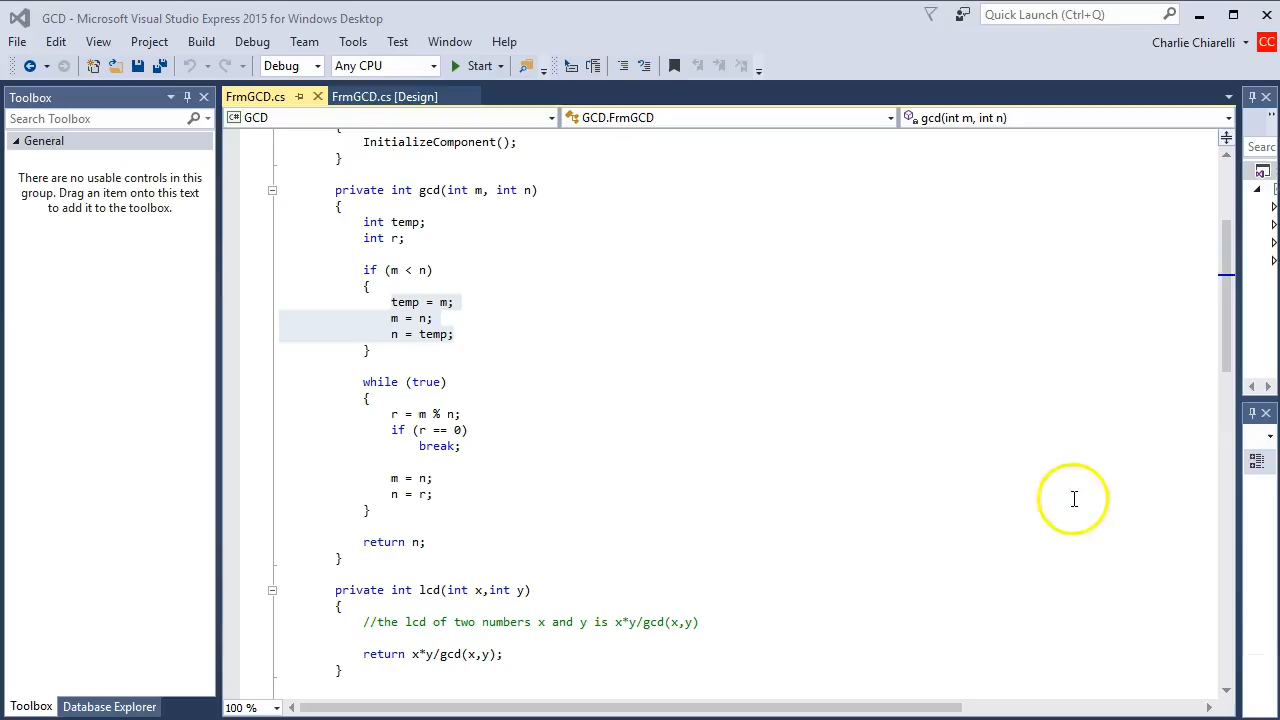 GCD - Microsoft Visual Studio Express 2015 for Windows Desktop
Quick Launch (Ctrl+Q)
File Edit View Project Build Debug Team Tools Test Window Help
Charlie Chiarelli CC
Debug Any CPU Start
Toolbox
FrmGCD.cs FrmGCD.cs [Design]
Search Toolbox
GCD GCD.FrmGCD gcd(int m, int n)
General
There are no usable controls in this
group. Drag an item onto this text
to add it to the toolbox.
Searc
{
InitializeComponent();
}
private int gcd(int m, int n)
{
int temp;
int r;
if (m < n)
{
temp = m;
m = n;
n = temp;
}
while (true)
{
r = m % n;
if (r == 0)
break;
m = n;
n = r;
}
return n;
}
private int lcd(int x,int y)
{
//the lcd of two numbers x and y is x*y/gcd(x,y)
return x*y/gcd(x,y);
}
Toolbox Database Explorer
100 %